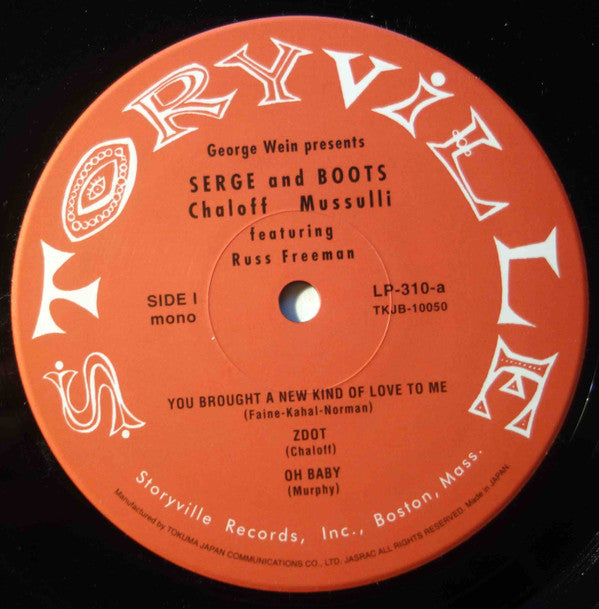 STORYViLLE
George Wein presents
SERGE and BOOTS
Chaloff Mussulli
featuring
Russ Freeman
SIDE I
mono
LP-310-a
TKJB-10050
YOU BROUGHT A NEW KIND OF LOVE TO ME
(Faine-Kahal-Norman)
ZDOT
(Chaloff)
OH BABY
(Murphy)
Storyville Records, Inc., Boston, Mass.
Manufactured by TOKUMA JAPAN COMMUNICATIONS CO., LTD. JASRAC ALL RIGHTS RESERVED. Made in JAPAN.